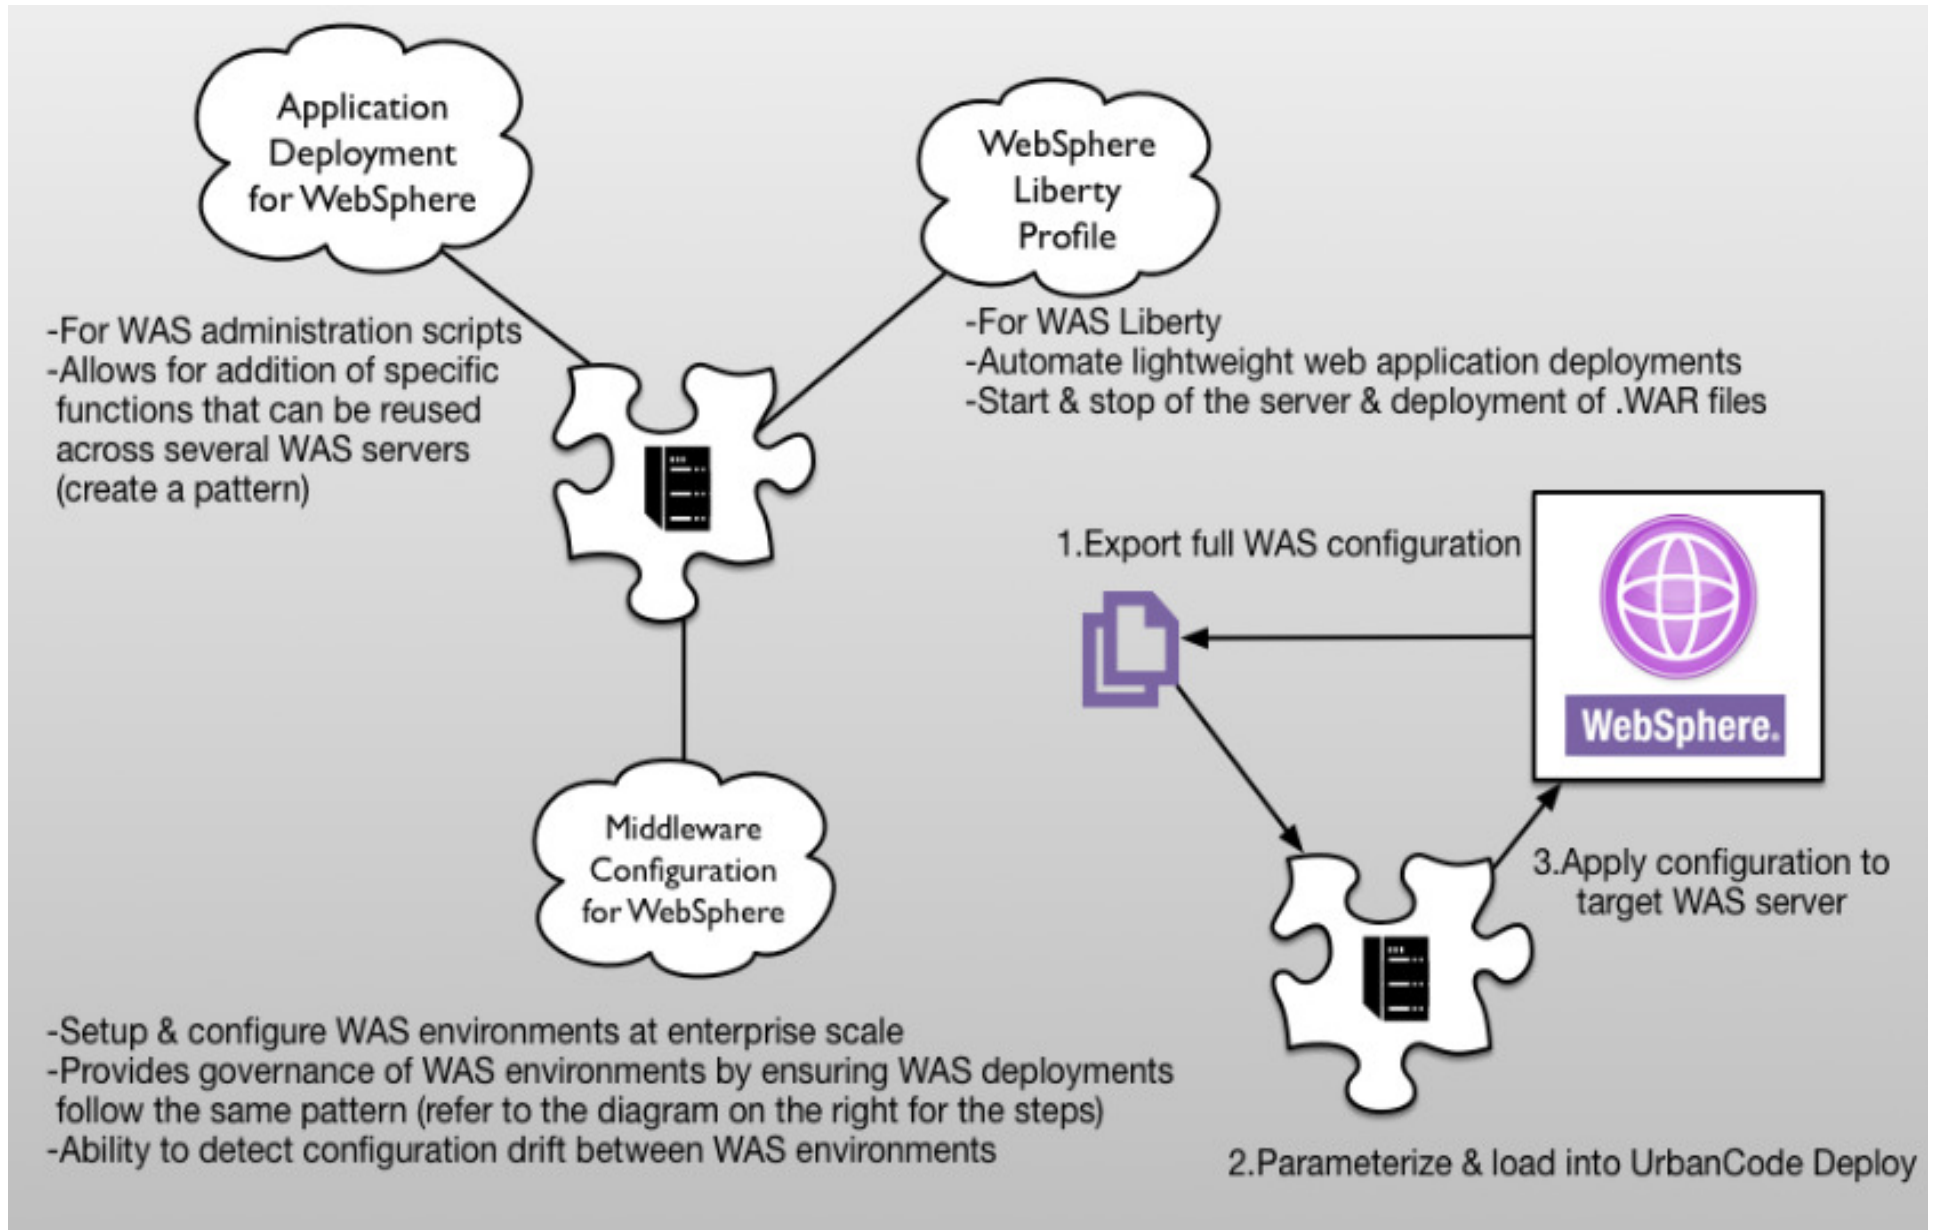 Application
Deployment
for WebSphere
-For WAS administration scripts
-Allows for addition of specific
functions that can be reused
across several WAS servers
(create a pattern)
WebSphere
Liberty
Profile
-For WAS Liberty
-Automate lightweight web application deployments
-Start & stop of the server & deployment of .WAR files
Middleware
Configuration
for WebSphere
-Setup & configure WAS environments at enterprise scale
-Provides governance of WAS environments by ensuring WAS deployments
follow the same pattern (refer to the diagram on the right for the steps)
-Ability to detect configuration drift between WAS environments
1.Export full WAS configuration
WebSphere.
3.Apply configuration to
target WAS server
2.Parameterize & load into UrbanCode Deploy